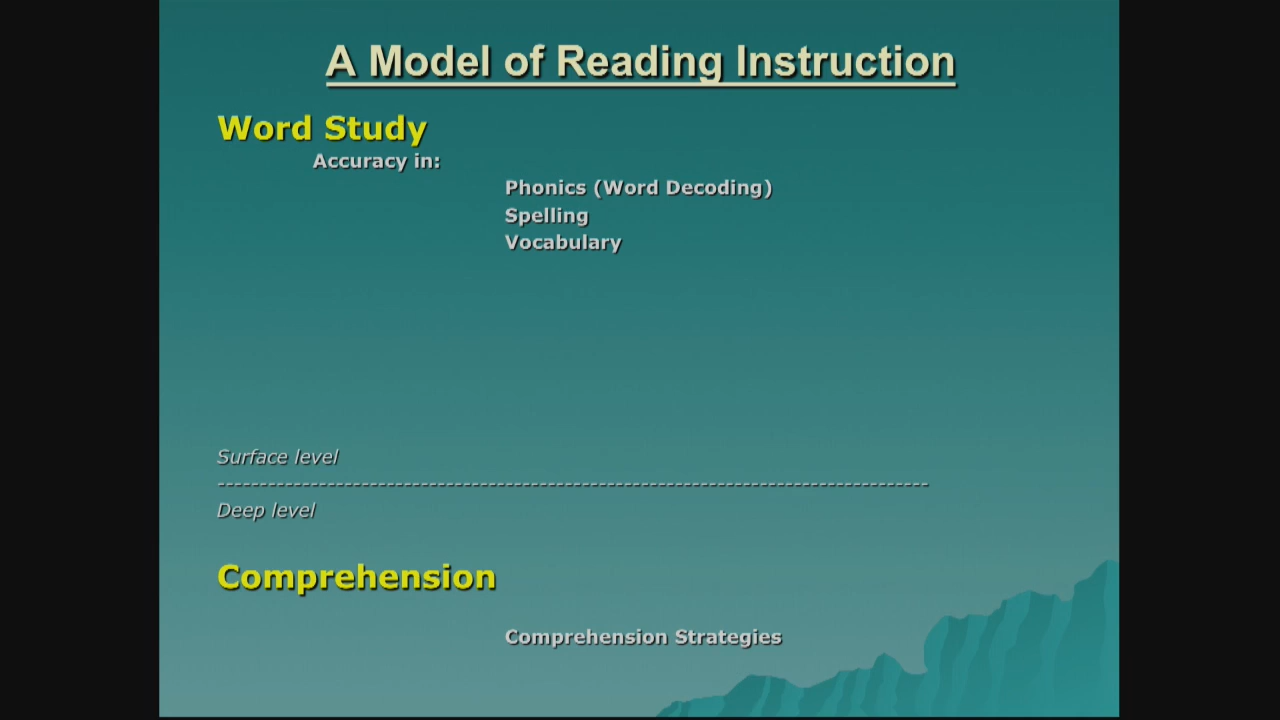 A Model of Reading Instruction
Word Study
Accuracy in:
Phonics (Word Decoding)
Spelling
Vocabulary
Surface level
-------------------------------------------------------------------------------------
Deep level
Comprehension
Comprehension Strategies